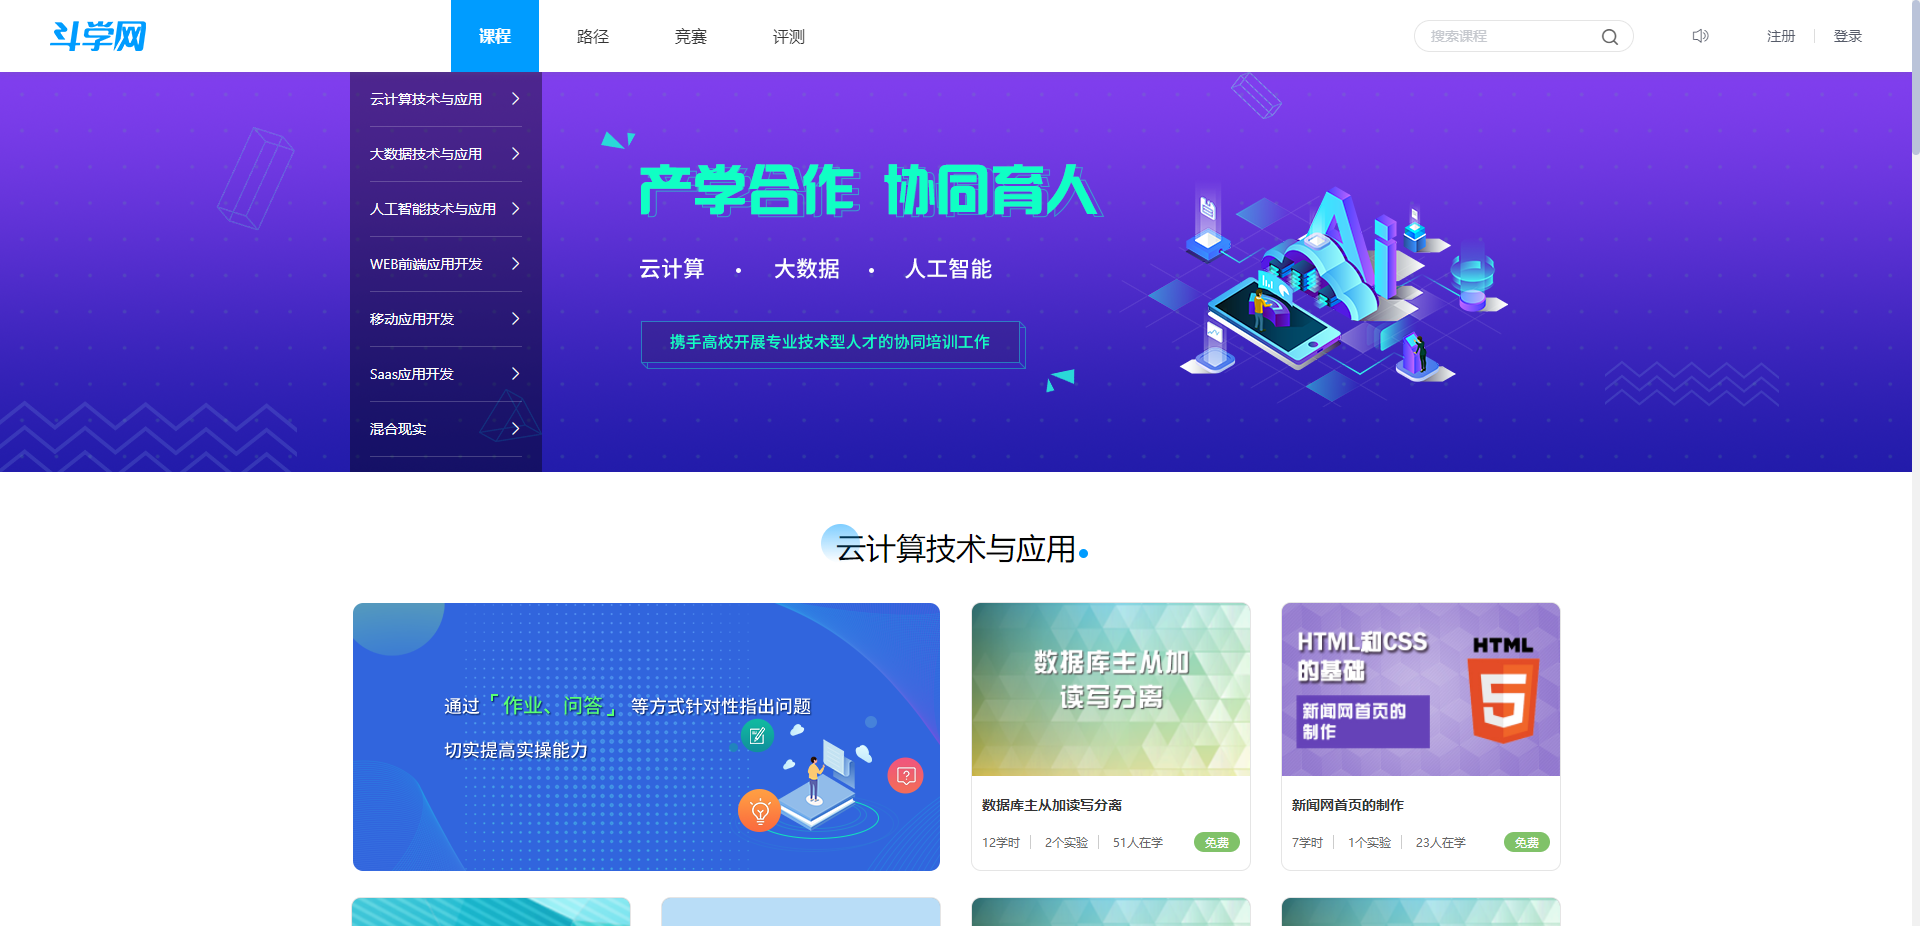 斗学网
课程 路径 竞赛 评测 搜索课程 注册 登录
云计算技术与应用
大数据技术与应用
人工智能技术与应用
WEB前端应用开发
移动应用开发
Saas应用开发
混合现实
产学合作 协同育人
云计算 • 大数据 • 人工智能
携手高校开展专业技术型人才的协同培训工作
Ai
云计算技术与应用
通过「作业、问答」等方式针对性指出问题
切实提高实操能力
数据库主从加
读写分离
数据库主从加读写分离
12学时 2个实验 51人在学 免费
HTML和CSS
的基础
新闻网首页的
制作
HTML
5
新闻网首页的制作
7学时 1个实验 23人在学 免费